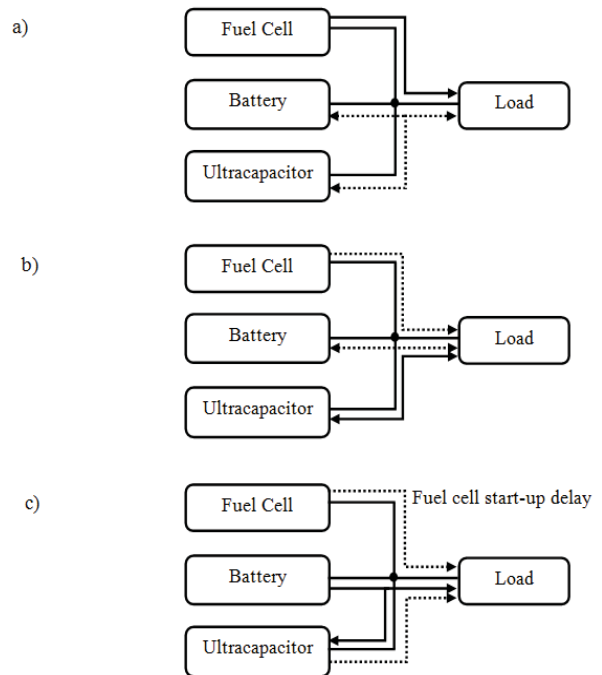 a)
Fuel Cell
Battery
Load
Ultracapacitor
b)
Fuel Cell
Battery
Load
Ultracapacitor
c)
Fuel Cell
Fuel cell start-up delay
Battery
Load
Ultracapacitor